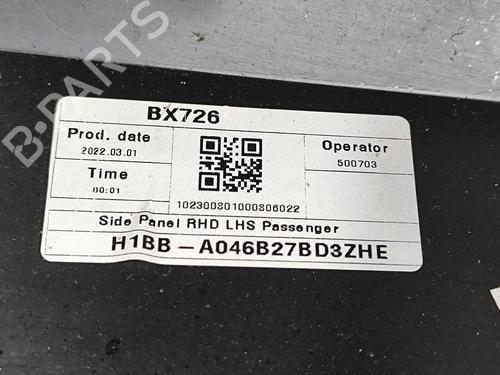 BX726
Prod. date
2022.03.01
Operator
500703
Time
00:01
102300801000806022
Side Panel RHD LHS Passenger
H1BB - A046B27BD3ZHE
B-PARTS